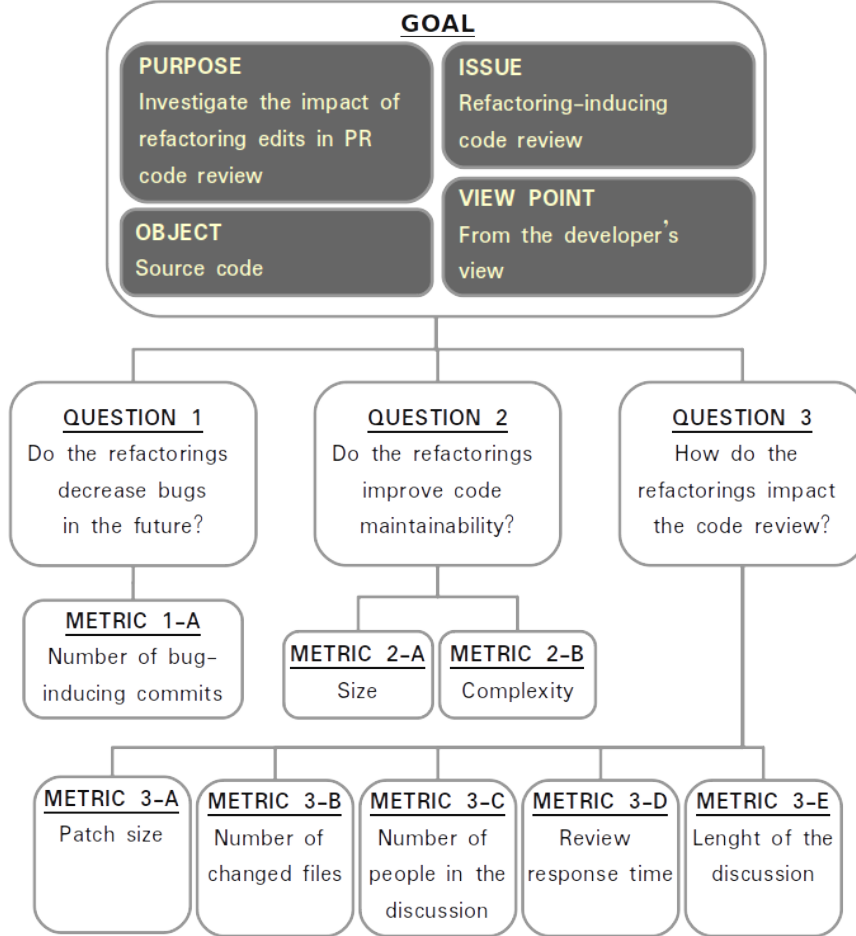 GOAL
PURPOSE
Investigate the impact of
refactoring edits in PR
code review
ISSUE
Refactoring-inducing
code review
OBJECT
Source code
VIEW POINT
From the developer's
view
QUESTION 1
Do the refactorings
decrease bugs
in the future?
QUESTION 2
Do the refactorings
improve code
maintainability?
QUESTION 3
How do the
refactorings impact
the code review?
METRIC 1-A
Number of bug-
inducing commits
METRIC 2-A
Size
METRIC 2-B
Complexity
METRIC 3-A
Patch size
METRIC 3-B
Number of
changed files
METRIC 3-C
Number of
people in the
discussion
METRIC 3-D
Review
response time
METRIC 3-E
Lenght of the
discussion